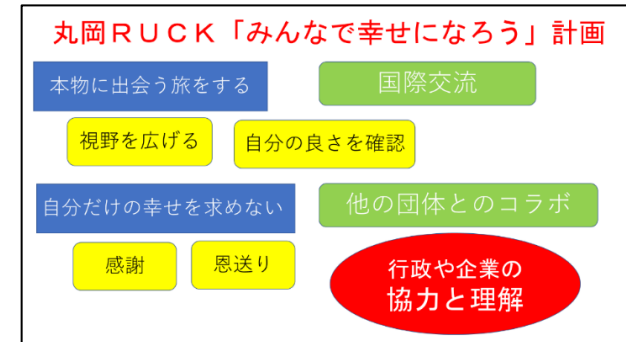 丸岡ＲＵＣＫ「みんなで幸せになろう」計画
本物に出会う旅をする
国際交流
視野を広げる
自分の良さを確認
自分だけの幸せを求めない
他の団体とのコラボ
感謝
恩送り
行政や企業の
協力と理解